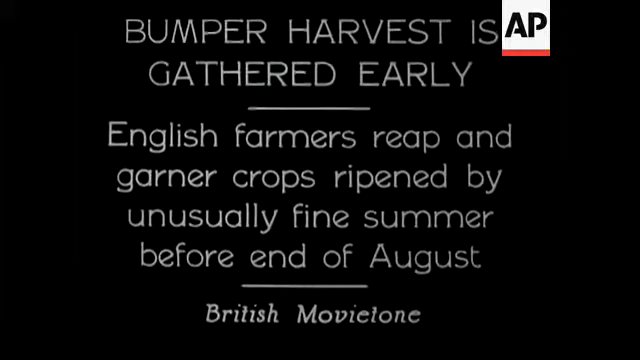 BUMPER HARVEST IS
GATHERED EARLY
English farmers reap and
garner crops ripened by
unusually fine summer
before end of August
British Movietone
AP